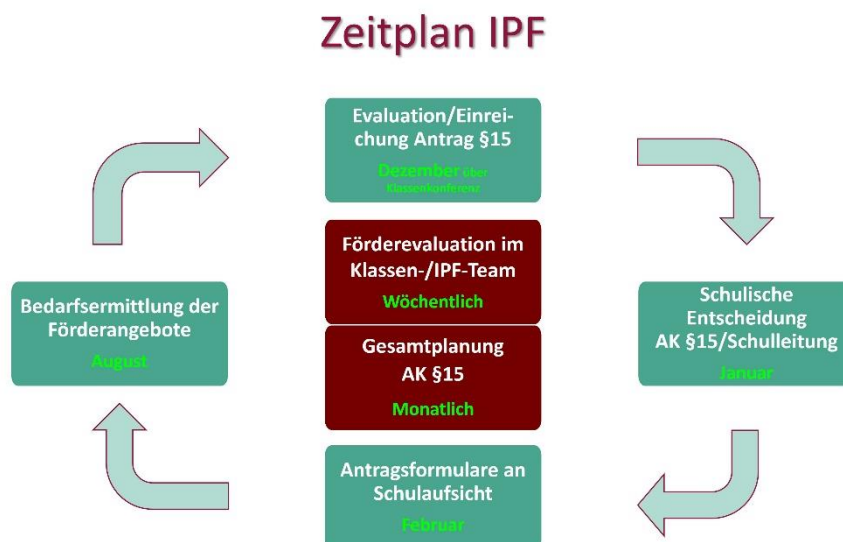 Zeitplan IPF
Evaluation/Einrei-
chung Antrag §15
Dezember über
Klassenkonferenz
Förderevaluation im
Klassen-/IPF-Team
Wöchentlich
Gesamtplanung
AK §15
Monatlich
Bedarfsermittlung der
Förderangebote
August
Schulische
Entscheidung
AK §15/Schulleitung
Januar
Antragsformulare an
Schulaufsicht
Februar